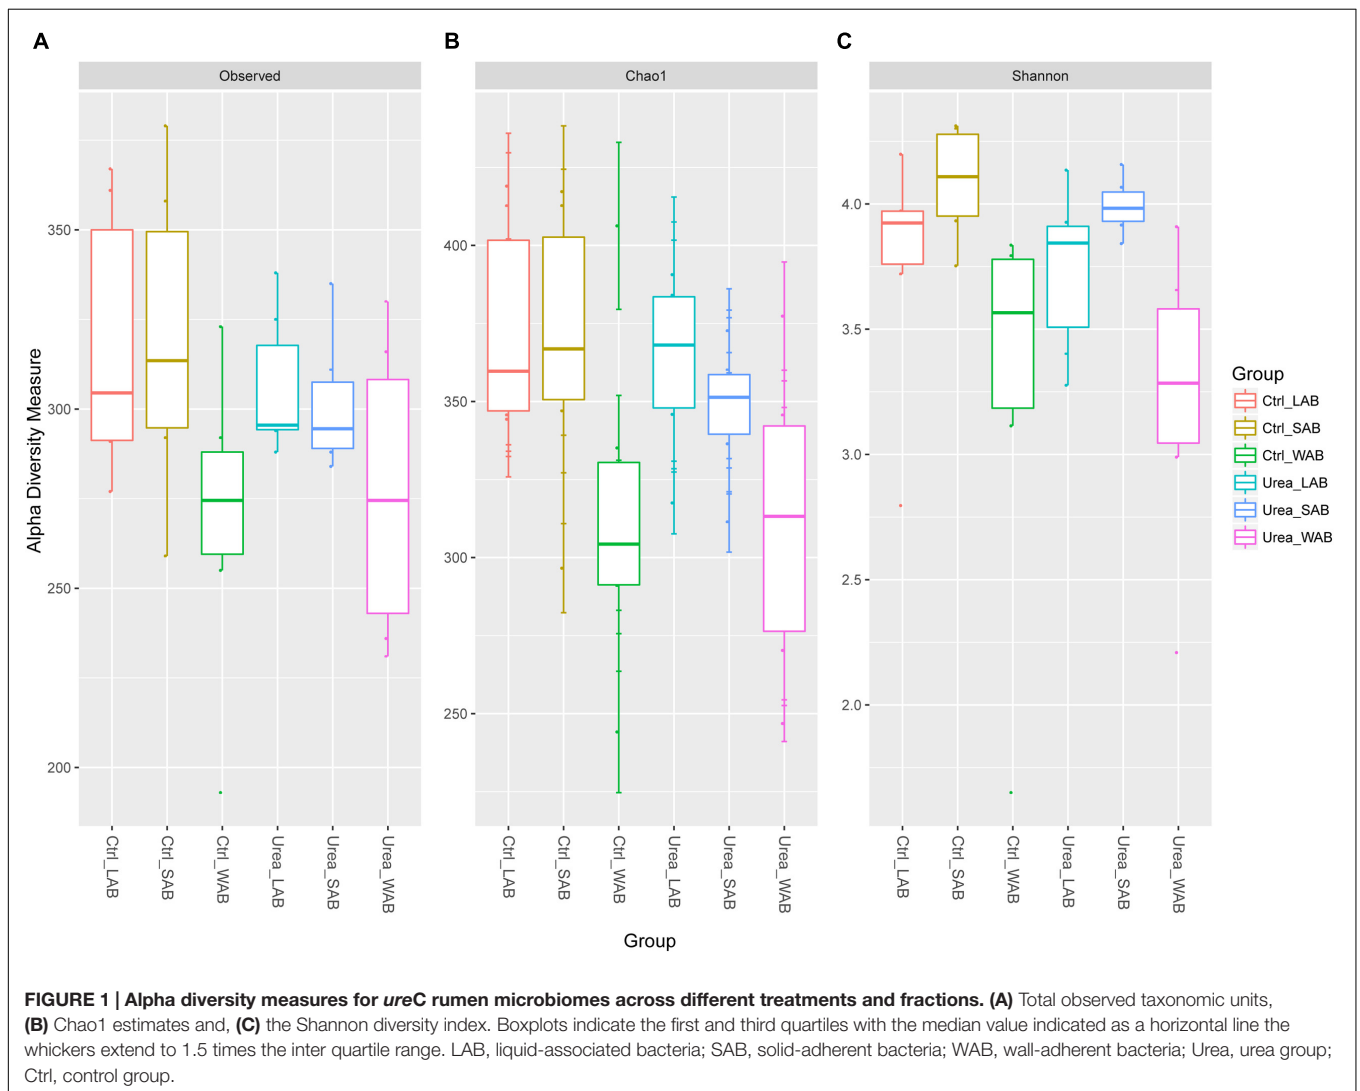 A
B
C
Observed
Chao1
Shannon
Alpha Diversity Measure
350
300
250
200
400
350
300
250
4.0
3.5
3.0
2.5
2.0
Ctrl_LAB
Ctrl_SAB
Ctrl_WAB
Urea_LAB
Urea_SAB
Urea_WAB
Ctrl_LAB
Ctrl_SAB
Ctrl_WAB
Urea_LAB
Urea_SAB
Urea_WAB
Ctrl_LAB
Ctrl_SAB
Ctrl_WAB
Urea_LAB
Urea_SAB
Urea_WAB
Group
Group
Ctrl_LAB
Ctrl_SAB
Ctrl_WAB
Urea_LAB
Urea_SAB
Urea_WAB
FIGURE 1 | Alpha diversity measures for ureC rumen microbiomes across different treatments and fractions. (A) Total observed taxonomic units,
(B) Chao1 estimates and, (C) the Shannon diversity index. Boxplots indicate the first and third quartiles with the median value indicated as a horizontal line the
whickers extend to 1.5 times the inter quartile range. LAB, liquid-associated bacteria; SAB, solid-adherent bacteria; WAB, wall-adherent bacteria; Urea, urea group;
Ctrl, control group.